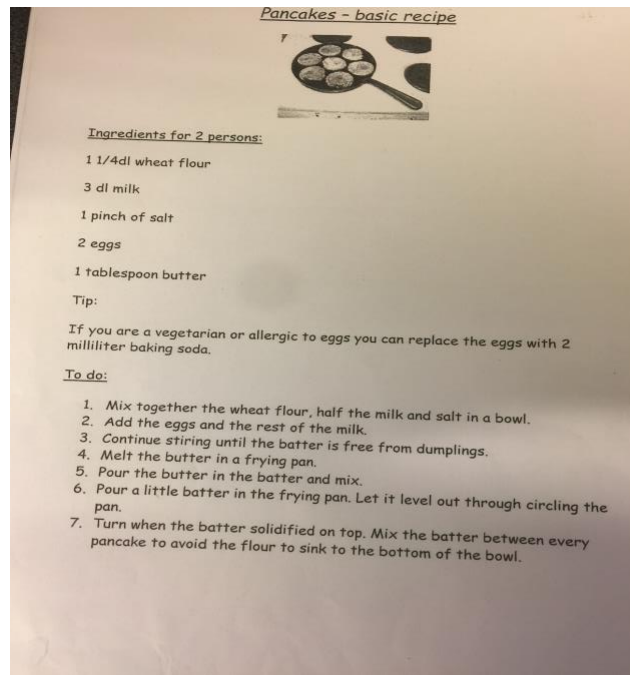 Pancakes – basic recipe
Ingredients for 2 persons:
1 1/4dl wheat flour
3 dl milk
1 pinch of salt
2 eggs
1 tablespoon butter
Tip:
If you are a vegetarian or allergic to eggs you can replace the eggs with 2
milliliter baking soda.
To do:
1. Mix together the wheat flour, half the milk and salt in a bowl.
2. Add the eggs and the rest of the milk.
3. Continue stiring until the batter is free from dumplings.
4. Melt the butter in a frying pan.
5. Pour the butter in the batter and mix.
6. Pour a little batter in the frying pan. Let it level out through circling the
pan.
7. Turn when the batter solidified on top. Mix the batter between every
pancake to avoid the flour to sink to the bottom of the bowl.